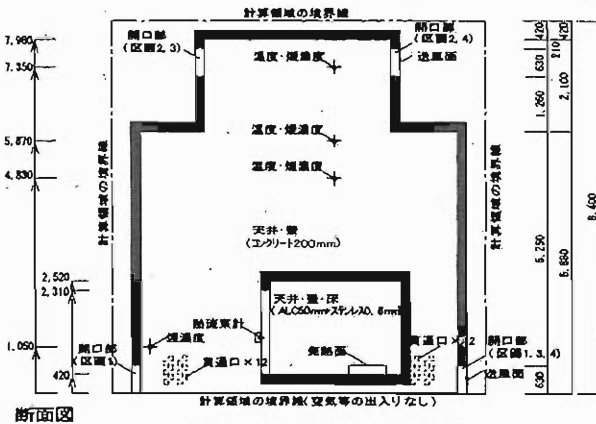 計算領域の境界線
開口部
(区画2, 3)
開口部
(区画2, 4)
送風面
温度・煙濃度
温度・煙濃度
温度・煙濃度
計算領域の境界線
計算領域の境界線
天井・壁
(コンクリート200mm)
天井・壁・床
(ALC50mm+ステンレス0.8mm)
熱流束計
煙濃度
開口部
(区画1)
貫通口×12
発熱面
貫通口×12
開口部
(区画1, 3, 4)
送風面
計算領域の境界線(空気等の出入りなし)
断面図
7,980
7,350
5,870
4,830
2,520
2,310
1,050
420
420
630
1,260
5,250
630
420
210
2,100
6,880
8,400